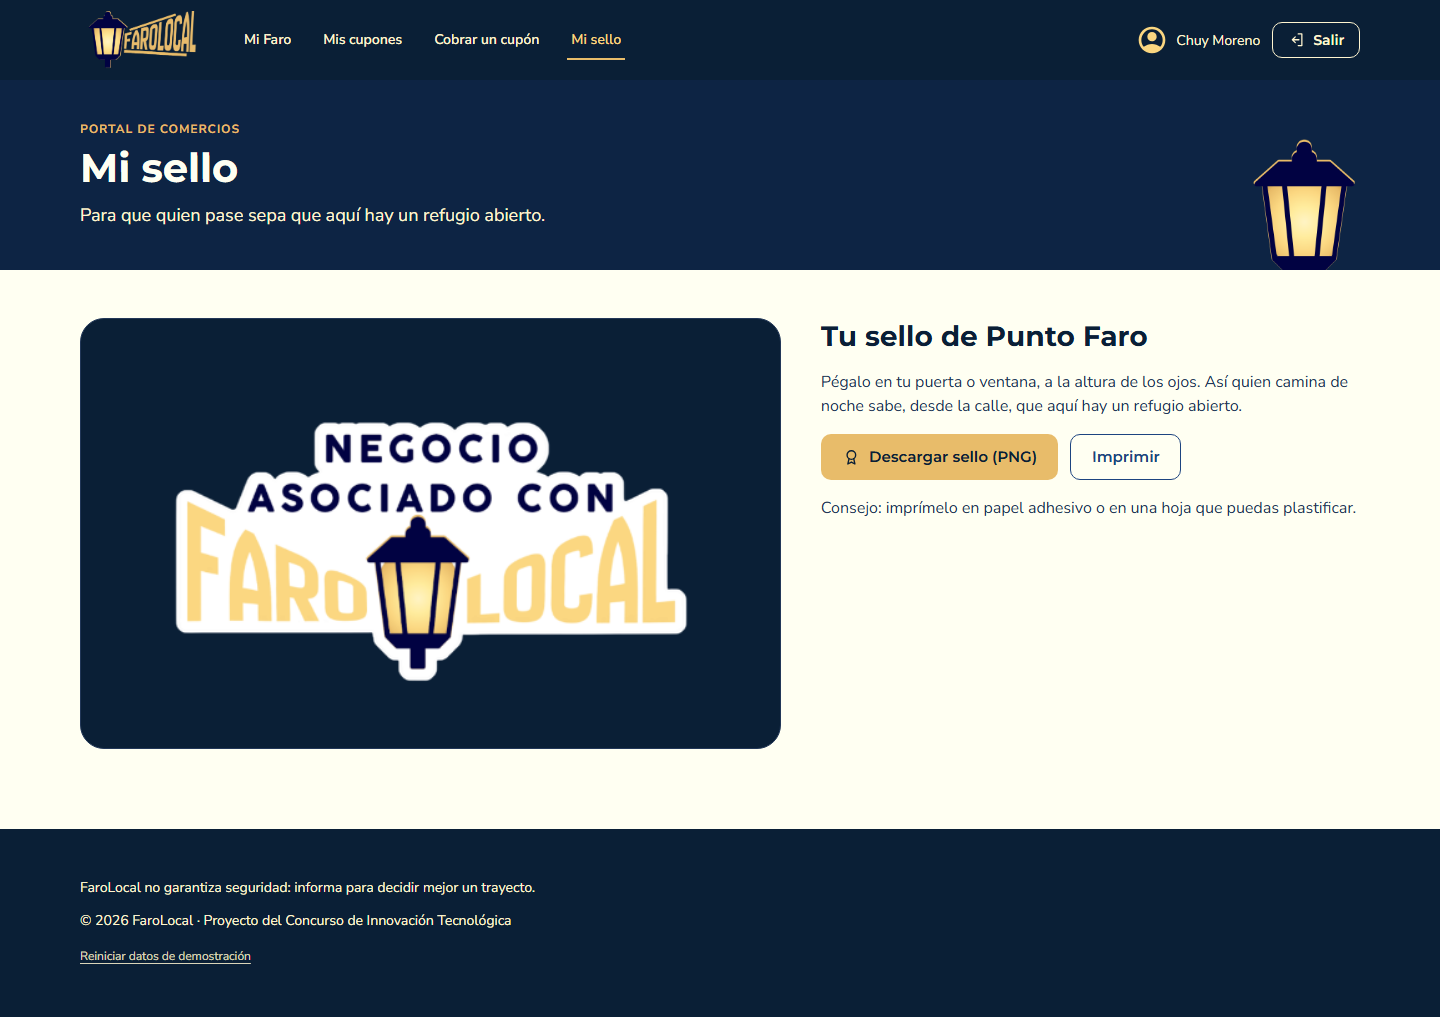 FAROLOCAL
Mi Faro
Mis cupones
Cobrar un cupón
Mi sello
Chuy Moreno
Salir
PORTAL DE COMERCIOS
Mi sello
Para que quien pase sepa que aquí hay un refugio abierto.
NEGOCIO
ASOCIADO CON
FARO LOCAL
Tu sello de Punto Faro
Pégalo en tu puerta o ventana, a la altura de los ojos. Así quien camina de
noche sabe, desde la calle, que aquí hay un refugio abierto.
Descargar sello (PNG)
Imprimir
Consejo: imprímelo en papel adhesivo o en una hoja que puedas plastificar.
FaroLocal no garantiza seguridad: informa para decidir mejor un trayecto.
© 2026 FaroLocal · Proyecto del Concurso de Innovación Tecnológica
Reiniciar datos de demostración